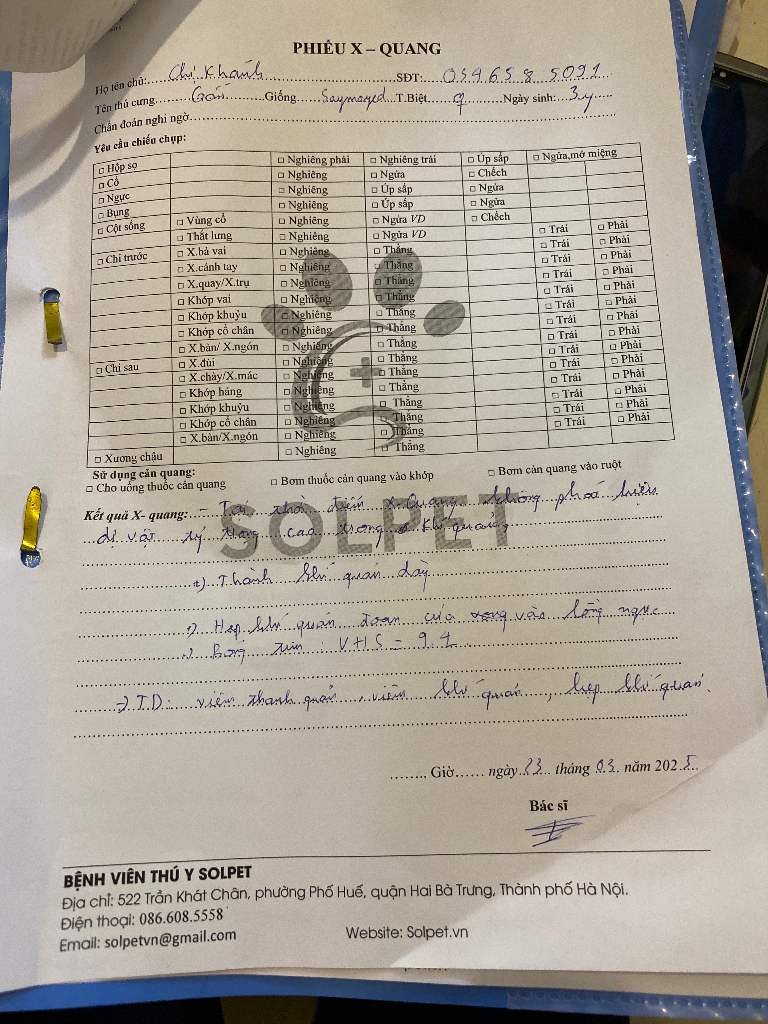 PHIẾU X – QUANG
Họ tên chủ: Chị Khánh SĐT: 034658 5091
Tên thú cưng Gấu Giống Saymoyed T.Biệt ♀ Ngày sinh: 3y
Chẩn đoán nghi ngờ
Yêu cầu chiếu chụp:
□ Hộp sọ □ Nghiêng phải □ Nghiêng trái □ Úp sấp □ Ngửa,mở miệng
□ Cổ □ Nghiêng □ Ngửa □ Chếch
□ Ngực □ Nghiêng □ Úp sấp □ Ngửa
□ Bụng □ Nghiêng □ Úp sấp □ Ngửa
□ Cột sống □ Vùng cổ □ Nghiêng □ Ngửa VD □ Chếch
□ Thắt lưng □ Nghiêng □ Ngửa VD
□ Chi trước □ X.bả vai □ Nghiêng □ Thẳng □ Trái □ Phải
□ X.cánh tay □ Nghiêng □ Thẳng □ Trái □ Phải
□ X.quay/X.trụ □ Nghiêng □ Thẳng □ Trái □ Phải
□ Khớp vai □ Nghiêng □ Thẳng □ Trái □ Phải
□ Khớp khuỷu □ Nghiêng □ Thẳng □ Trái □ Phải
□ Khớp cổ chân □ Nghiêng □ Thẳng □ Trái □ Phải
□ X.bàn/ X.ngón □ Nghiêng □ Thẳng □ Trái □ Phải
□ Chi sau □ X.đùi □ Nghiêng □ Thẳng □ Trái □ Phải
□ X.chày/X.mác □ Nghiêng □ Thẳng □ Trái □ Phải
□ Khớp háng □ Nghiêng □ Thẳng □ Trái □ Phải
□ Khớp khuỷu □ Nghiêng □ Thẳng □ Trái □ Phải
□ Khớp cổ chân □ Nghiêng □ Thẳng □ Trái □ Phải
□ X.bàn/X.ngón □ Nghiêng □ Thẳng □ Trái □ Phải
□ Xương chậu □ Nghiêng □ Thẳng
Sử dụng cản quang:
□ Cho uống thuốc cản quang □ Bơm thuốc cản quang vào khớp □ Bơm cản quang vào ruột
Kết quả X- quang: – Tại thời điểm X Quang không phát hiện
dị vật tỷ trọng cao trong khí quản,
SOLPET
Thành khí quản dày
Hẹp khí quản đoạn cửa vào lồng ngực
Bóng tim : VHS = 9.4
=> TD: viêm thanh quản, viêm khí quản, hẹp khí quản.
Giờ ngày 23 tháng 03 năm 2025
Bác sĩ
BỆNH VIỆN THÚ Y SOLPET
Địa chỉ: 522 Trần Khát Chân, phường Phố Huế, quận Hai Bà Trưng, Thành phố Hà Nội.
Điện thoại: 086.608.5558
Email: solpetvn@gmail.com Website: Solpet.vn